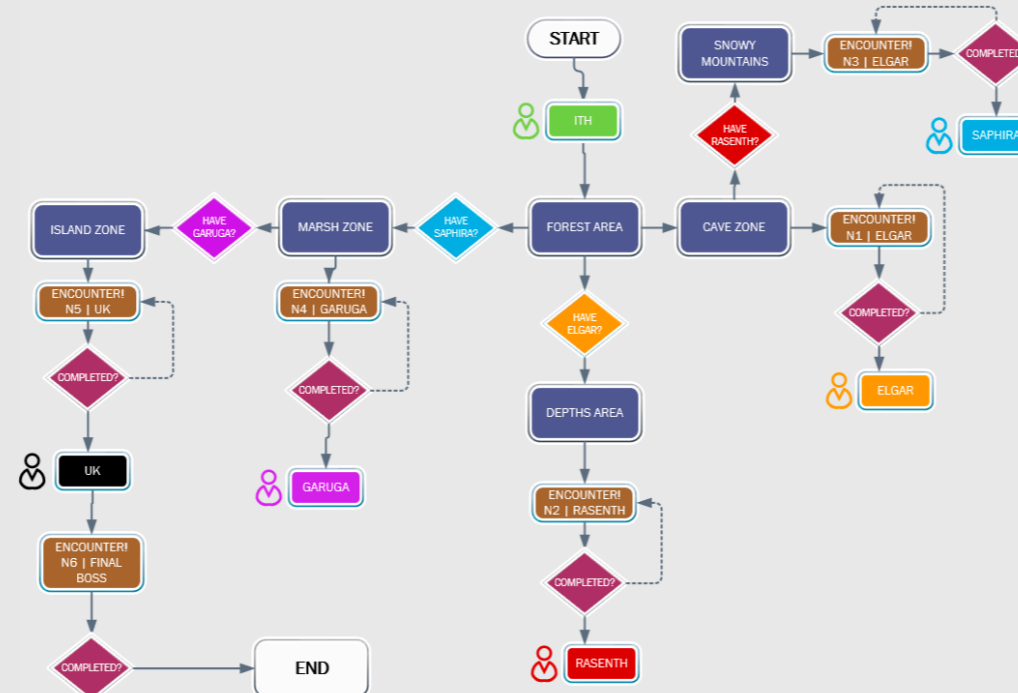 START
ITH
SNOWY
MOUNTAINS
ENCOUNTER!
N3 | ELGAR
COMPLETED
HAVE
RASENTH?
SAPHIRA
ISLAND ZONE
HAVE
GARUGA?
MARSH ZONE
HAVE
SAPHIRA?
FOREST AREA
CAVE ZONE
ENCOUNTER!
N1 | ELGAR
ENCOUNTER!
N5 | UK
ENCOUNTER!
N4 | GARUGA
HAVE
ELGAR?
COMPLETED?
COMPLETED?
COMPLETED?
ELGAR
DEPTHS AREA
UK
GARUGA
ENCOUNTER!
N2 | RASENTH
ENCOUNTER!
N6 | FINAL
BOSS
COMPLETED?
COMPLETED?
END
RASENTH